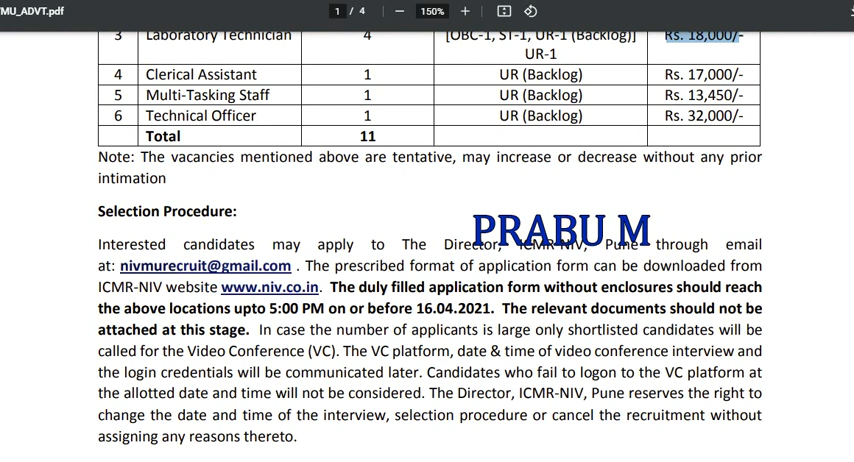 MU_ADVT.pdf
1 / 4
150%
3 Laboratory Technician 4 [OBC-1, ST-1, UR-1 (Backlog)] Rs. 18,000/-
UR-1
4 Clerical Assistant 1 UR (Backlog) Rs. 17,000/-
5 Multi-Tasking Staff 1 UR (Backlog) Rs. 13,450/-
6 Technical Officer 1 UR (Backlog) Rs. 32,000/-
Total 11
Note: The vacancies mentioned above are tentative, may increase or decrease without any prior
intimation
Selection Procedure:
PRABU M
Interested candidates may apply to The Director, ICMR-NIV, Pune through email
at: nivmurecruit@gmail.com . The prescribed format of application form can be downloaded from
ICMR-NIV website www.niv.co.in. The duly filled application form without enclosures should reach
the above locations upto 5:00 PM on or before 16.04.2021. The relevant documents should not be
attached at this stage. In case the number of applicants is large only shortlisted candidates will be
called for the Video Conference (VC). The VC platform, date & time of video conference interview and
the login credentials will be communicated later. Candidates who fail to logon to the VC platform at
the allotted date and time will not be considered. The Director, ICMR-NIV, Pune reserves the right to
change the date and time of the interview, selection procedure or cancel the recruitment without
assigning any reasons thereto.